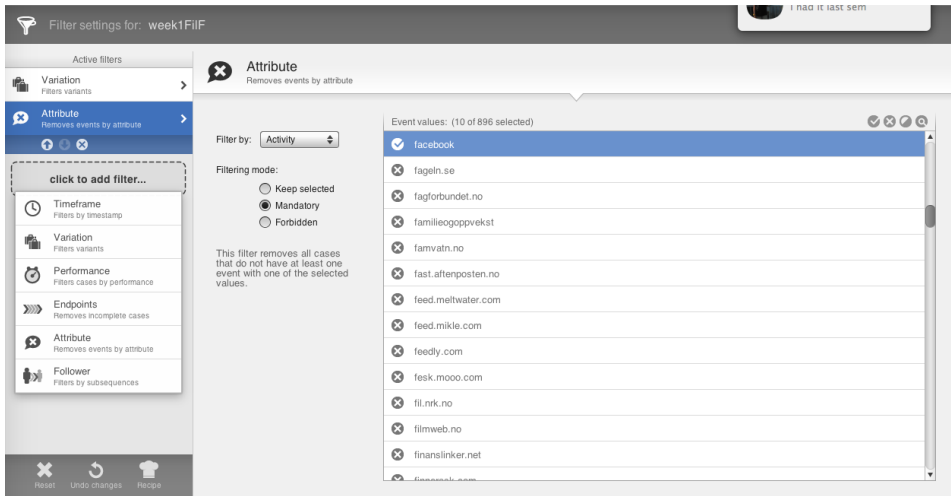 Filter settings for: week1FilF
I had it last sem
Active filters
Variation
Filters variants
Attribute
Removes events by attribute
click to add filter...
Timeframe
Filters by timestamp
Variation
Filters variants
Performance
Filters cases by performance
Endpoints
Removes incomplete cases
Attribute
Removes events by attribute
Follower
Filters by subsequences
Reset
Undo changes
Recipe
Attribute
Removes events by attribute
Filter by: Activity
Filtering mode:
Keep selected
Mandatory
Forbidden
This filter removes all cases
that do not have at least one
event with one of the selected
values.
Event values: (10 of 896 selected)
facebook
fageln.se
fagforbundet.no
familieogoppvekst
famvatn.no
fast.aftenposten.no
feed.meltwater.com
feed.mikle.com
feedly.com
fesk.mooo.com
fil.nrk.no
filmweb.no
finanslinker.net